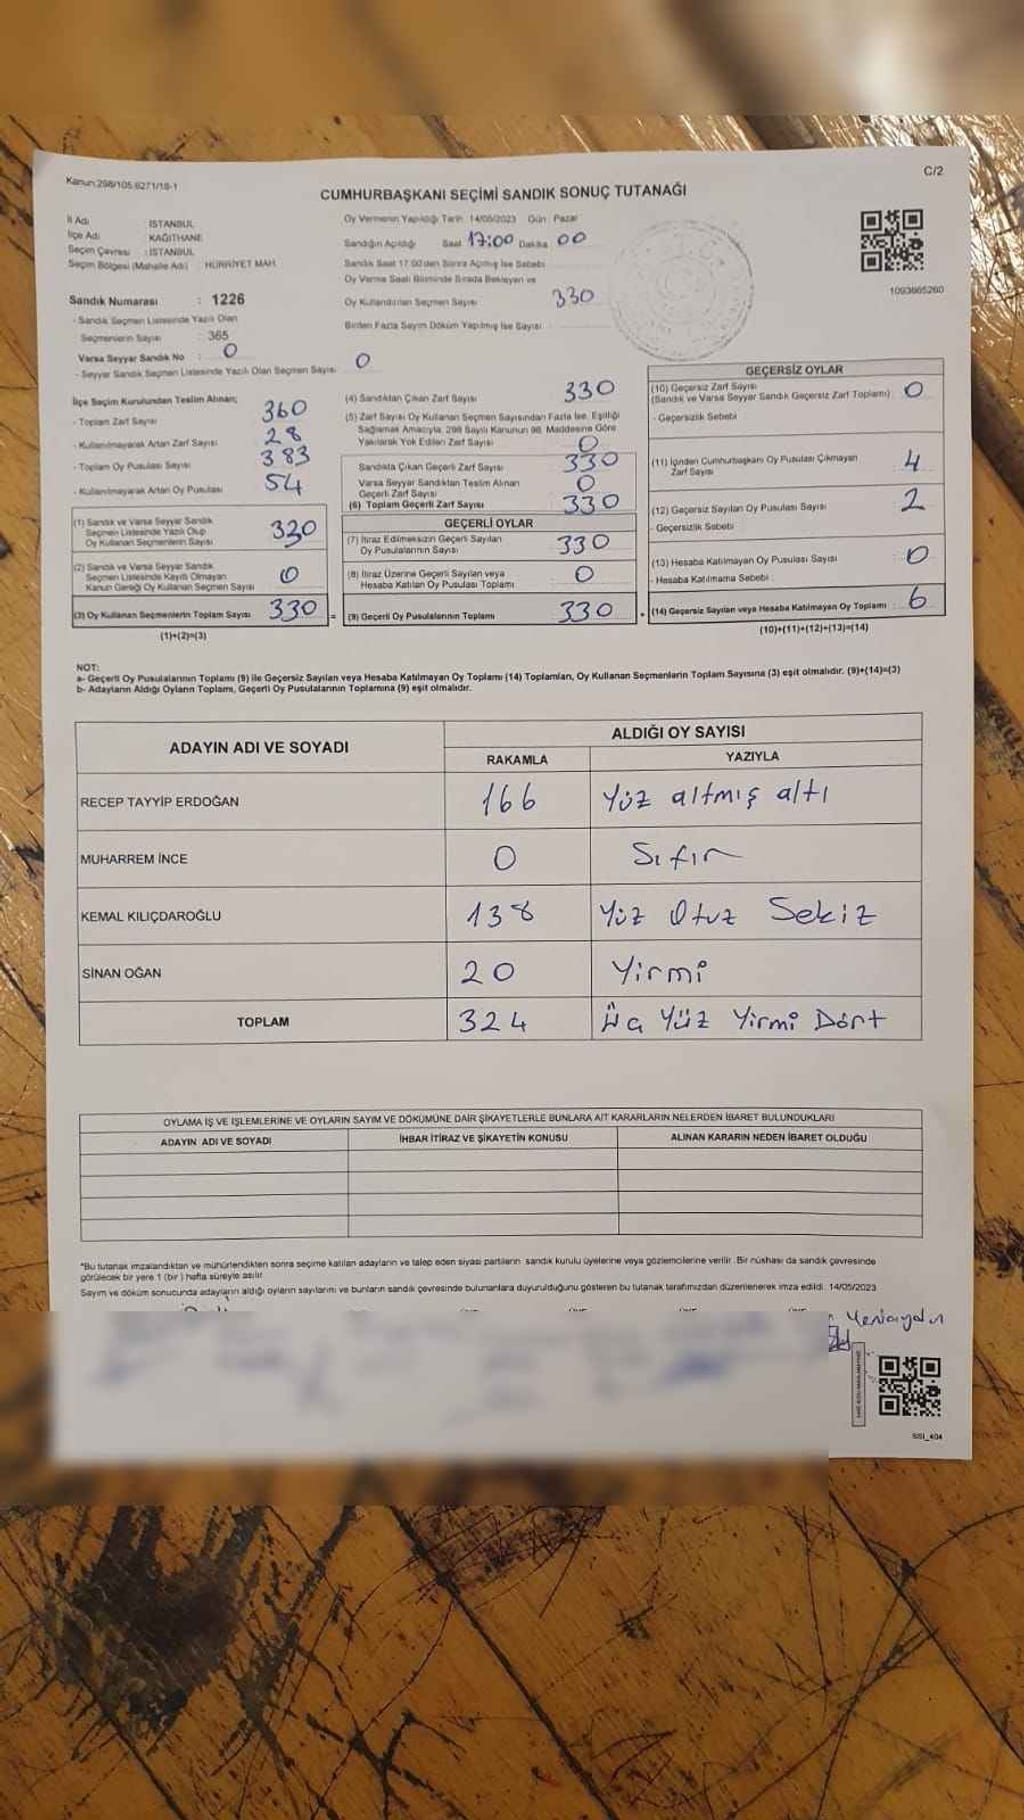 Kanun:298/105.6271/18-1
C/2
CUMHURBAŞKANI SEÇİMİ SANDIK SONUÇ TUTANAĞI
İl Adı : İSTANBUL
İlçe Adı : KAĞITHANE
Seçim Çevresi : İSTANBUL
Seçim Bölgesi (Mahalle Adı) : HÜRRİYET MAH.
Sandık Numarası : 1226
- Sandık Seçmen Listesinde Yazılı Olan
Seçmenlerin Sayısı : 365
Varsa Seyyar Sandık No : 0
- Seyyar Sandık Seçmen Listesinde Yazılı Olan Seçmen Sayısı : 0
Oy Vermenin Yapıldığı Tarih : 14/05/2023 Gün : Pazar
Sandığın Açıldığı Saat 17:00 Dakika 00
Sandık Saat 17:00'den Sonra Açılmış İse Sebebi
Oy Verme Saati Bitiminde Sırada Bekleyen ve
Oy Kullandırılan Seçmen Sayısı 330
Birden Fazla Sayım Döküm Yapılmış İse Sayısı :
1093665260
İlçe Seçim Kurulundan Teslim Alınan;
- Toplam Zarf Sayısı 360
- Kullanılmayarak Artan Zarf Sayısı 28
- Toplam Oy Pusulası Sayısı 383
- Kullanılmayarak Artan Oy Pusulası 54
(1) Sandık ve Varsa Seyyar Sandık
Seçmen Listesinde Yazılı Olup
Oy Kullanan Seçmenlerin Sayısı 330
(2) Sandık ve Varsa Seyyar Sandık
Seçmen Listesinde Kayıtlı Olmayan
Kanun Gereği Oy Kullanan Seçmen Sayısı 0
(3) Oy Kullanan Seçmenlerin Toplam Sayısı 330
(1)+(2)=(3)
(4) Sandıktan Çıkan Zarf Sayısı 330
(5) Zarf Sayısı Oy Kullanan Seçmen Sayısından Fazla İse, Eşitliği
Sağlamak Amacıyla, 298 Sayılı Kanunun 98. Maddesine Göre
Yakılarak Yok Edilen Zarf Sayısı 0
Sandıkta Çıkan Geçerli Zarf Sayısı 330
Varsa Seyyar Sandıktan Teslim Alınan
Geçerli Zarf Sayısı 0
(6) Toplam Geçerli Zarf Sayısı 330
GEÇERLİ OYLAR
(7) İtiraz Edilmeksizin Geçerli Sayılan
Oy Pusulalarının Sayısı 330
(8) İtiraz Üzerine Geçerli Sayılan veya
Hesaba Katılan Oy Pusulası Toplamı 0
= (9) Geçerli Oy Pusulalarının Toplamı 330
GEÇERSİZ OYLAR
(10) Geçersiz Zarf Sayısı
(Sandık ve Varsa Seyyar Sandık Geçersiz Zarf Toplamı) 0
- Geçersizlik Sebebi
(11) İçinden Cumhurbaşkanı Oy Pusulası Çıkmayan
Zarf Sayısı 4
(12) Geçersiz Sayılan Oy Pusulası Sayısı 2
- Geçersizlik Sebebi
(13) Hesaba Katılmayan Oy Pusulası Sayısı 0
- Hesaba Katılmama Sebebi :
+ (14) Geçersiz Sayılan veya Hesaba Katılmayan Oy Toplamı 6
(10)+(11)+(12)+(13)=(14)
NOT:
a- Geçerli Oy Pusulalarının Toplamı (9) ile Geçersiz Sayılan veya Hesaba Katılmayan Oy Toplamı (14) Toplamları, Oy Kullanan Seçmenlerin Toplam Sayısına (3) eşit olmalıdır. (9)+(14)=(3)
b- Adayların Aldığı Oyların Toplamı, Geçerli Oy Pusulalarının Toplamına (9) eşit olmalıdır.
ADAYIN ADI VE SOYADI
ALDIĞI OY SAYISI
RAKAMLA YAZIYLA
RECEP TAYYİP ERDOĞAN 166 Yüz altmış altı
MUHARREM İNCE 0 Sıfır
KEMAL KILIÇDAROĞLU 138 Yüz Otuz Sekiz
SİNAN OĞAN 20 Yirmi
TOPLAM 324 Üç Yüz Yirmi Dört
OYLAMA İŞ VE İŞLEMLERİNE VE OYLARIN SAYIM VE DÖKÜMÜNE DAİR ŞİKAYETLERLE BUNLARA AİT KARARLARIN NELERDEN İBARET BULUNDUKLARI
ADAYIN ADI VE SOYADI İHBAR İTİRAZ VE ŞİKAYETİN KONUSU ALINAN KARARIN NEDEN İBARET OLDUĞU
*Bu tutanak imzalandıktan ve mühürlendikten sonra seçime katılan adayların ve talep eden siyasi partilerin sandık kurulu üyelerine veya gözlemcilerine verilir. Bir nüshası da sandık çevresinde
görülecek bir yere 1 (bir) hafta süreyle asılır.
Sayım ve döküm sonucunda adayların aldığı oyların sayılarını ve bunların sandık çevresinde bulunanlara duyurulduğunu gösteren bu tutanak tarafımızdan düzenlenerek imza edildi. 14/05/2023
SSİ_404